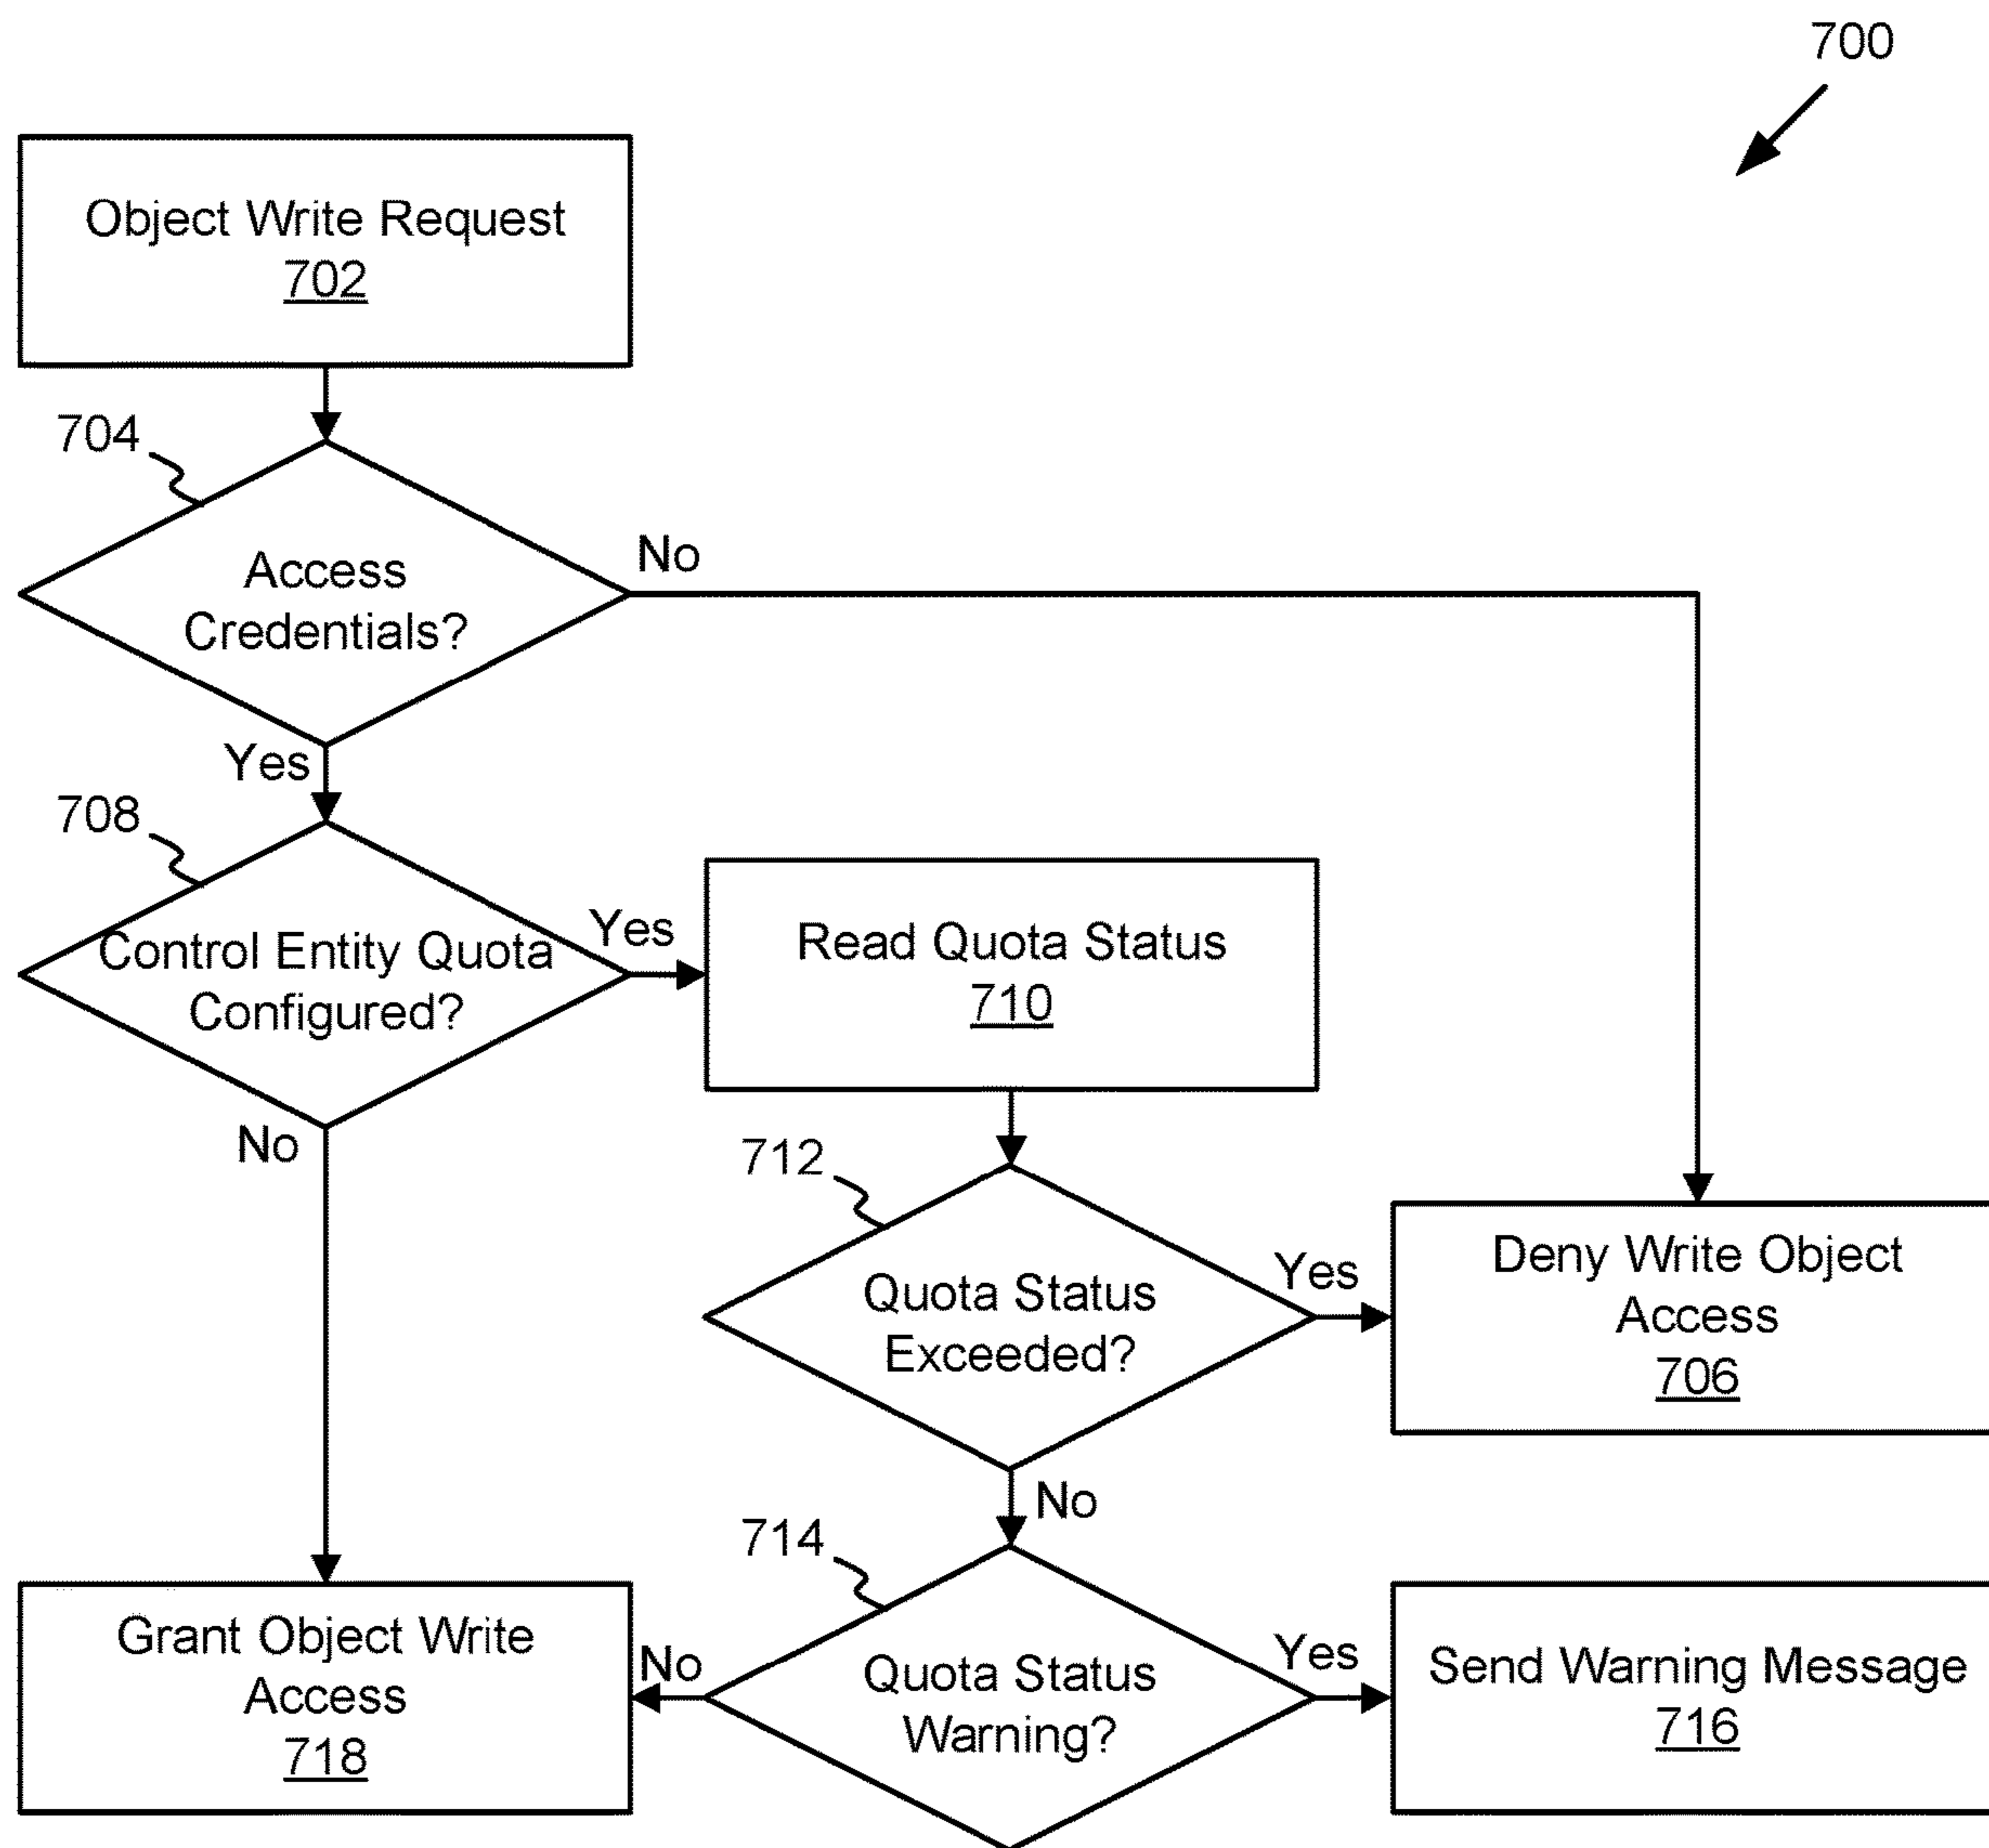 700
Object Write Request
702
704
Access
Credentials?
No
Yes
708
Control Entity Quota
Configured?
Yes
No
Read Quota Status
710
712
Quota Status
Exceeded?
Yes
No
Deny Write Object
Access
706
714
Quota Status
Warning?
No
Yes
Grant Object Write
Access
718
Send Warning Message
716